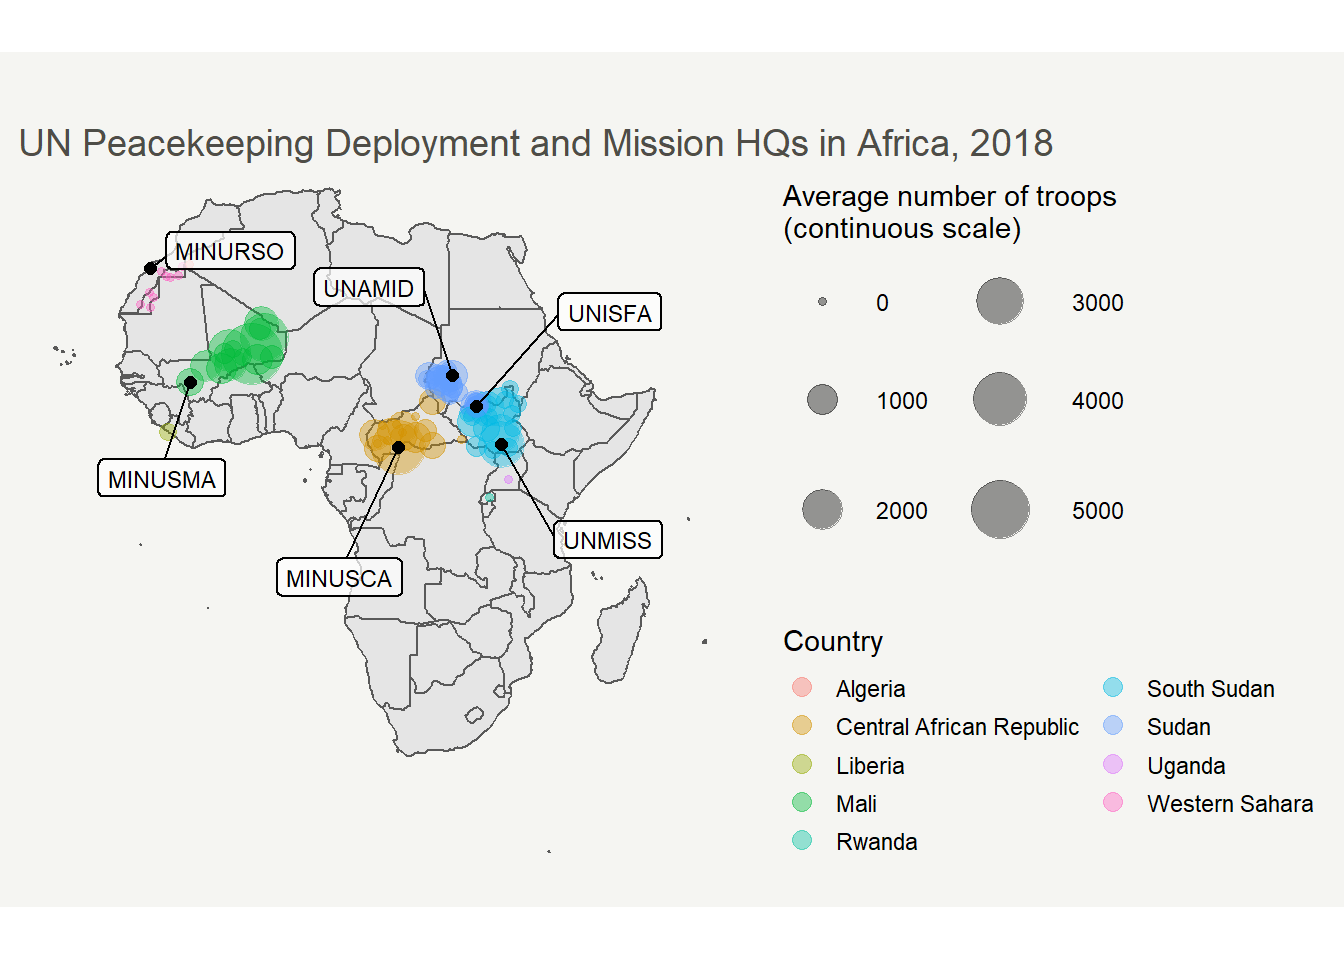 UN Peacekeeping Deployment and Mission HQs in Africa, 2018
MINURSO
UNAMID
UNISFA
MINUSMA
UNMISS
MINUSCA
Average number of troops
(continuous scale)
0
3000
1000
4000
2000
5000
Country
Algeria
South Sudan
Central African Republic
Sudan
Liberia
Uganda
Mali
Western Sahara
Rwanda